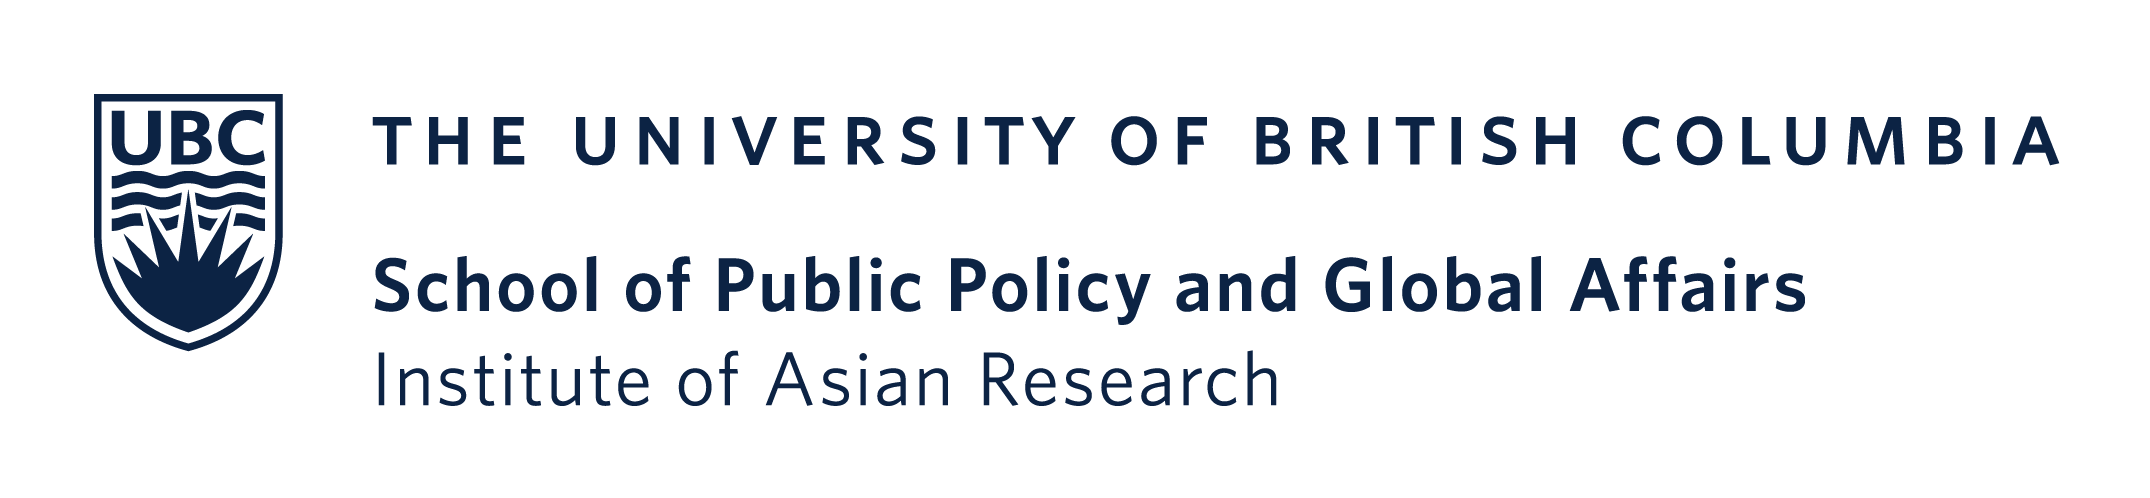 UBC
THE UNIVERSITY OF BRITISH COLUMBIA
School of Public Policy and Global Affairs
Institute of Asian Research